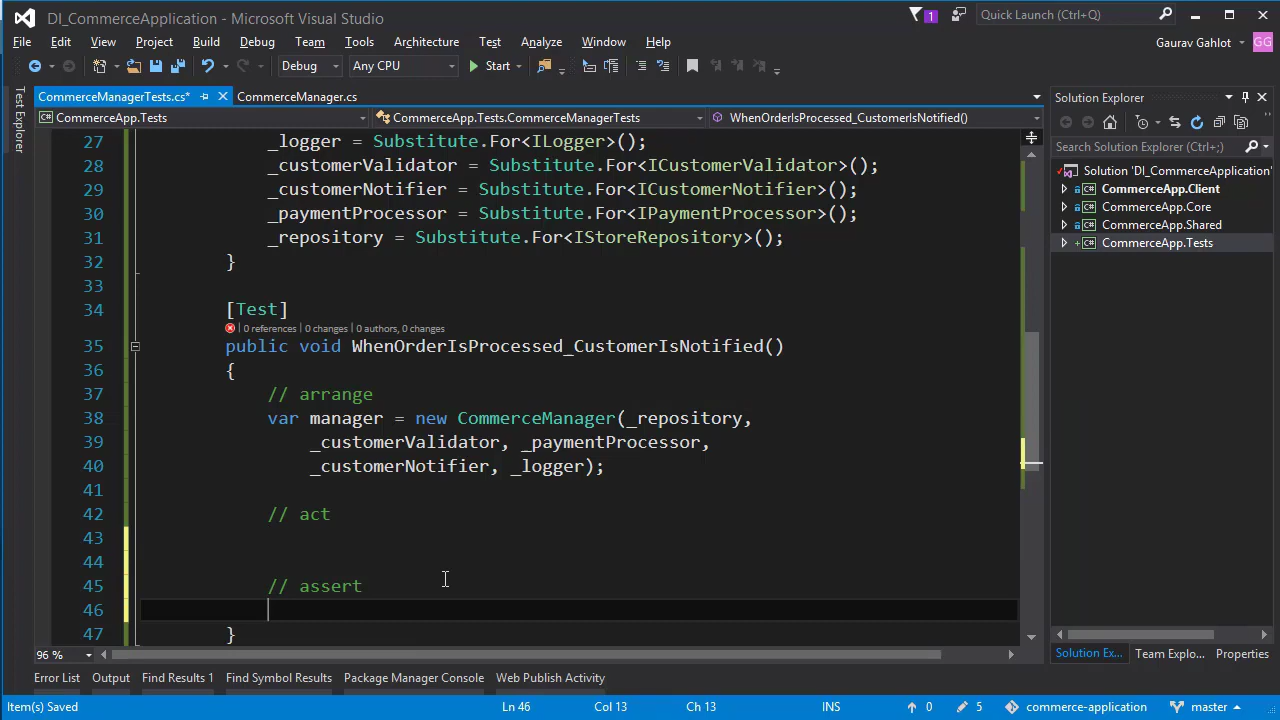 DI_CommerceApplication - Microsoft Visual Studio
1
Quick Launch (Ctrl+Q)
File Edit View Project Build Debug Team Tools Architecture Test Analyze Window Help
Gaurav Gahlot
GG
Debug Any CPU Start
Test Explorer
CommerceManagerTests.cs* CommerceManager.cs
CommerceApp.Tests CommerceApp.Tests.CommerceManagerTests WhenOrderIsProcessed_CustomerIsNotified()
27 _logger = Substitute.For<ILogger>();
28 _customerValidator = Substitute.For<ICustomerValidator>();
29 _customerNotifier = Substitute.For<ICustomerNotifier>();
30 _paymentProcessor = Substitute.For<IPaymentProcessor>();
31 _repository = Substitute.For<IStoreRepository>();
32 }
33
34 [Test]
0 references | 0 changes | 0 authors, 0 changes
35 public void WhenOrderIsProcessed_CustomerIsNotified()
36 {
37 // arrange
38 var manager = new CommerceManager(_repository,
39 _customerValidator, _paymentProcessor,
40 _customerNotifier, _logger);
41
42 // act
43
44
45 // assert
46
47 }
96 %
Solution Explorer
Search Solution Explorer (Ctrl+;)
Solution 'DI_CommerceApplication'
CommerceApp.Client
CommerceApp.Core
CommerceApp.Shared
CommerceApp.Tests
Solution Ex... Team Explo... Properties
Error List Output Find Results 1 Find Symbol Results Package Manager Console Web Publish Activity
Item(s) Saved Ln 46 Col 13 Ch 13 INS 0 5 commerce-application master